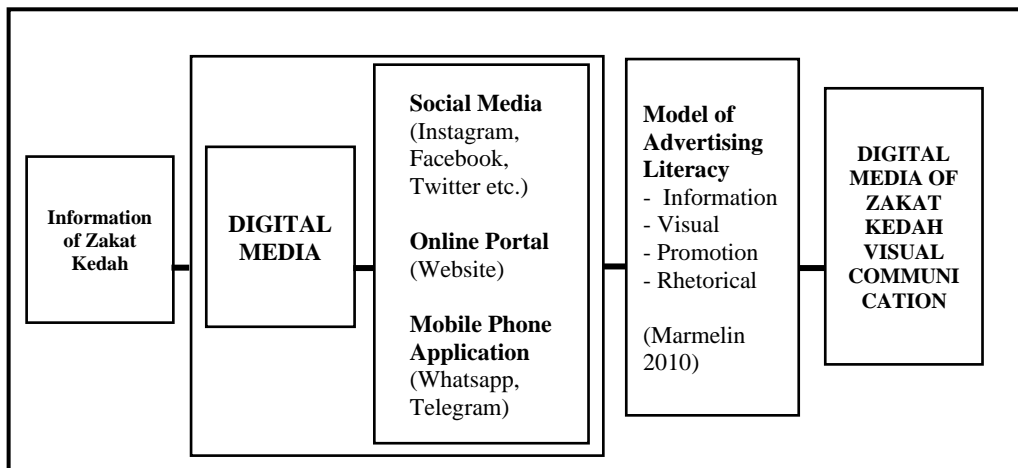 Information
of Zakat
Kedah
DIGITAL
MEDIA
Social Media
(Instagram,
Facebook,
Twitter etc.)
Online Portal
(Website)
Mobile Phone
Application
(Whatsapp,
Telegram)
Model of
Advertising
Literacy
- Information
- Visual
- Promotion
- Rhetorical
(Marmelin
2010)
DIGITAL
MEDIA OF
ZAKAT
KEDAH
VISUAL
COMMUNI
CATION